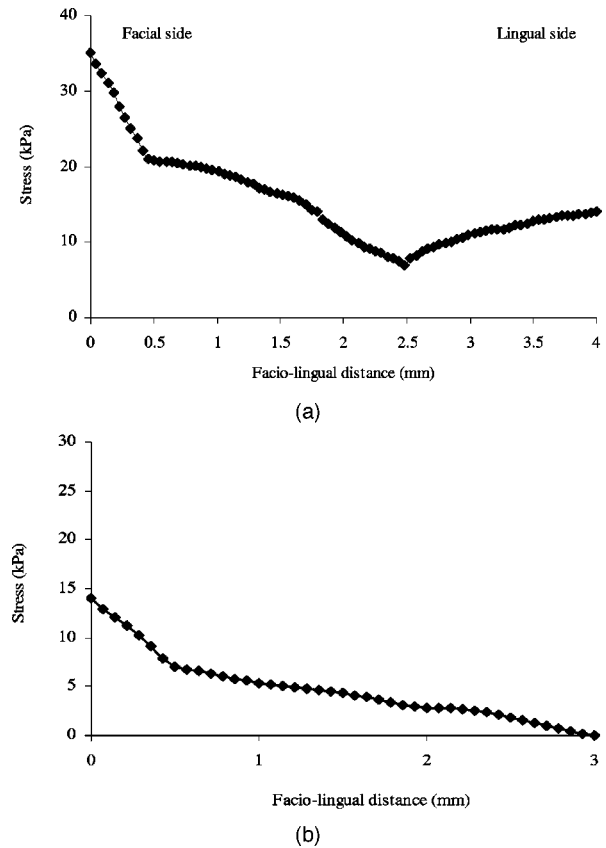 40
Facial side
Lingual side
30
20
10
0
Stress (kPa)
0 0.5 1 1.5 2 2.5 3 3.5 4
Facio-lingual distance (mm)
(a)
30
25
20
15
10
5
0
Stress (kPa)
0 1 2 3
Facio-lingual distance (mm)
(b)